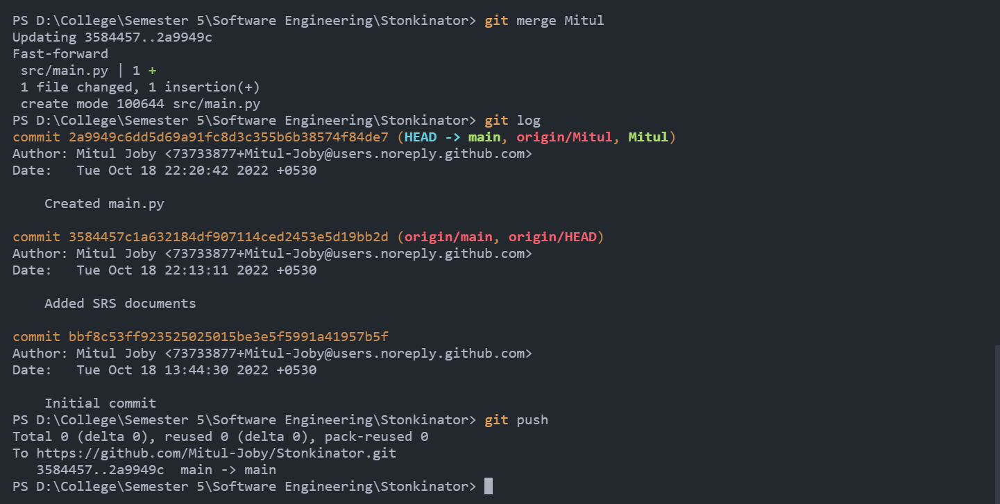 PS D:\College\Semester 5\Software Engineering\Stonkinator> git merge Mitul
Updating 3584457..2a9949c
Fast-forward
 src/main.py | 1 +
 1 file changed, 1 insertion(+)
 create mode 100644 src/main.py
PS D:\College\Semester 5\Software Engineering\Stonkinator> git log
commit 2a9949c6dd5d69a91fc8d3c355b6b38574f84de7 (HEAD -> main, origin/Mitul, Mitul)
Author: Mitul Joby <73733877+Mitul-Joby@users.noreply.github.com>
Date:   Tue Oct 18 22:20:42 2022 +0530

    Created main.py

commit 3584457c1a632184df907114ced2453e5d19bb2d (origin/main, origin/HEAD)
Author: Mitul Joby <73733877+Mitul-Joby@users.noreply.github.com>
Date:   Tue Oct 18 22:13:11 2022 +0530

    Added SRS documents

commit bbf8c53ff923525025015be3e5f5991a41957b5f
Author: Mitul Joby <73733877+Mitul-Joby@users.noreply.github.com>
Date:   Tue Oct 18 13:44:30 2022 +0530

    Initial commit
PS D:\College\Semester 5\Software Engineering\Stonkinator> git push
Total 0 (delta 0), reused 0 (delta 0), pack-reused 0
To https://github.com/Mitul-Joby/Stonkinator.git
   3584457..2a9949c  main -> main
PS D:\College\Semester 5\Software Engineering\Stonkinator>